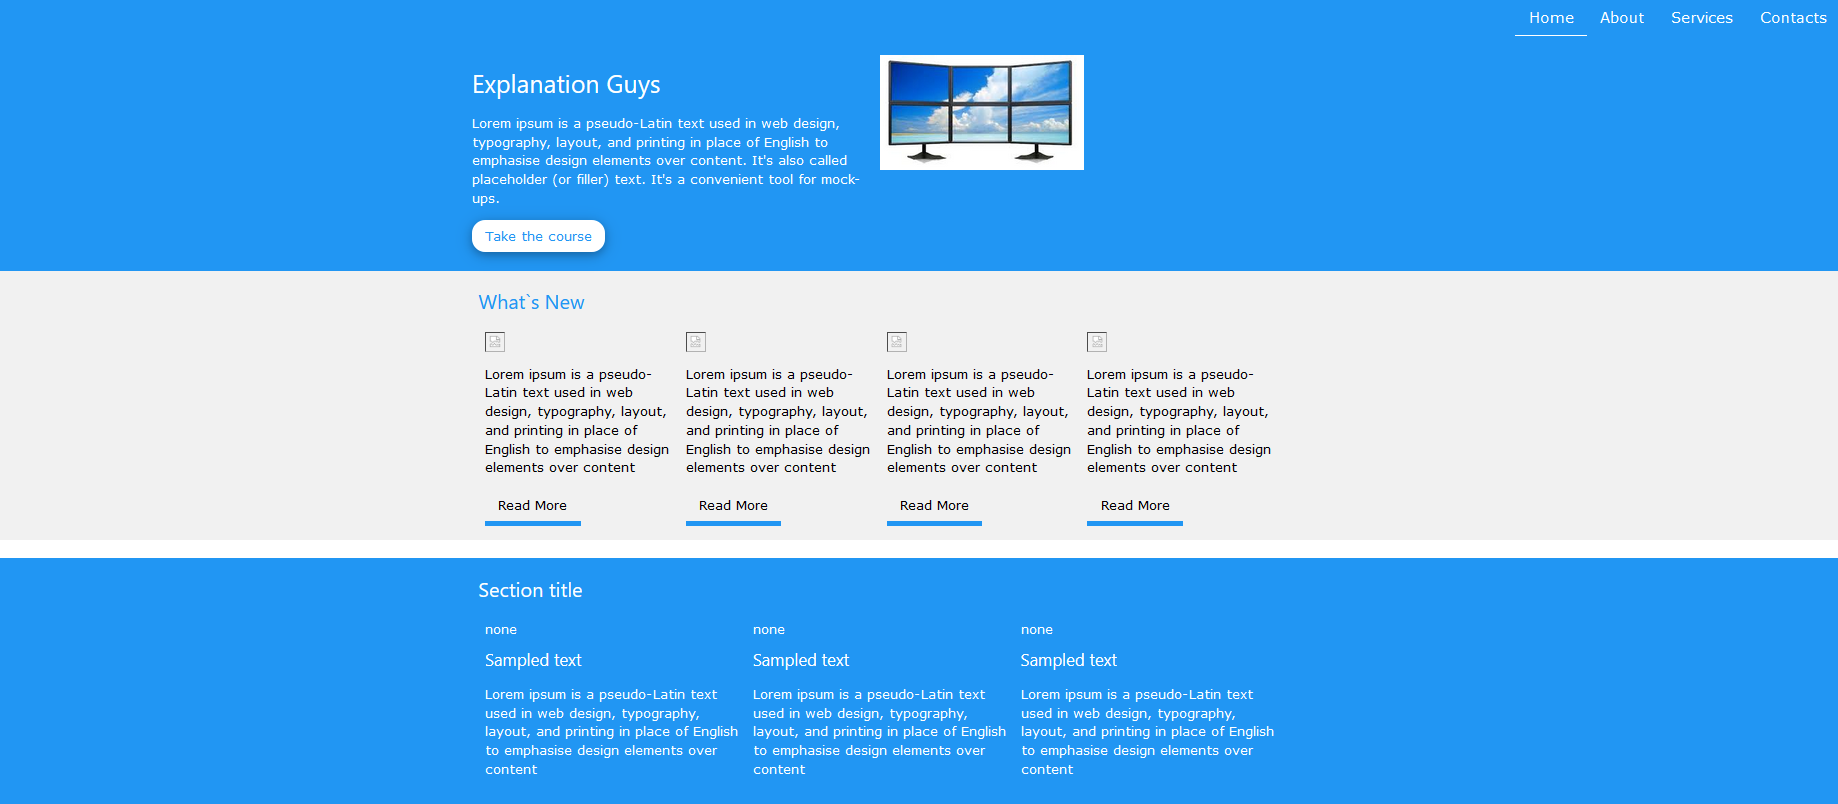 Home About Services Contacts
Explanation Guys
Lorem ipsum is a pseudo-Latin text used in web design,
typography, layout, and printing in place of English to
emphasise design elements over content. It's also called
placeholder (or filler) text. It's a convenient tool for mock-
ups.
Take the course
What`s New
Lorem ipsum is a pseudo-
Latin text used in web
design, typography, layout,
and printing in place of
English to emphasise design
elements over content
Read More
Lorem ipsum is a pseudo-
Latin text used in web
design, typography, layout,
and printing in place of
English to emphasise design
elements over content
Read More
Lorem ipsum is a pseudo-
Latin text used in web
design, typography, layout,
and printing in place of
English to emphasise design
elements over content
Read More
Lorem ipsum is a pseudo-
Latin text used in web
design, typography, layout,
and printing in place of
English to emphasise design
elements over content
Read More
Section title
none
Sampled text
Lorem ipsum is a pseudo-Latin text
used in web design, typography,
layout, and printing in place of English
to emphasise design elements over
content
none
Sampled text
Lorem ipsum is a pseudo-Latin text
used in web design, typography,
layout, and printing in place of English
to emphasise design elements over
content
none
Sampled text
Lorem ipsum is a pseudo-Latin text
used in web design, typography,
layout, and printing in place of English
to emphasise design elements over
content